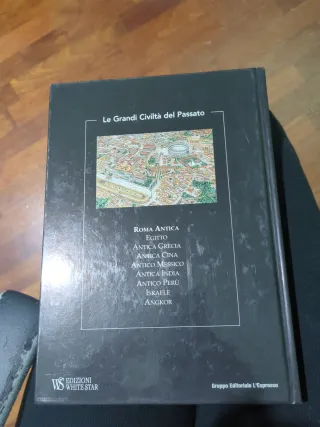 Le Grandi Civiltà del Passato
ROMA ANTICA
EGITTO
ANTICA GRECIA
ANTICA CINA
ANTICO MESSICO
ANTICA INDIA
ANTICO PERÙ
ISRAELE
ANGKOR
WS EDIZIONI
WHITE STAR
Gruppo Editoriale L'Espresso